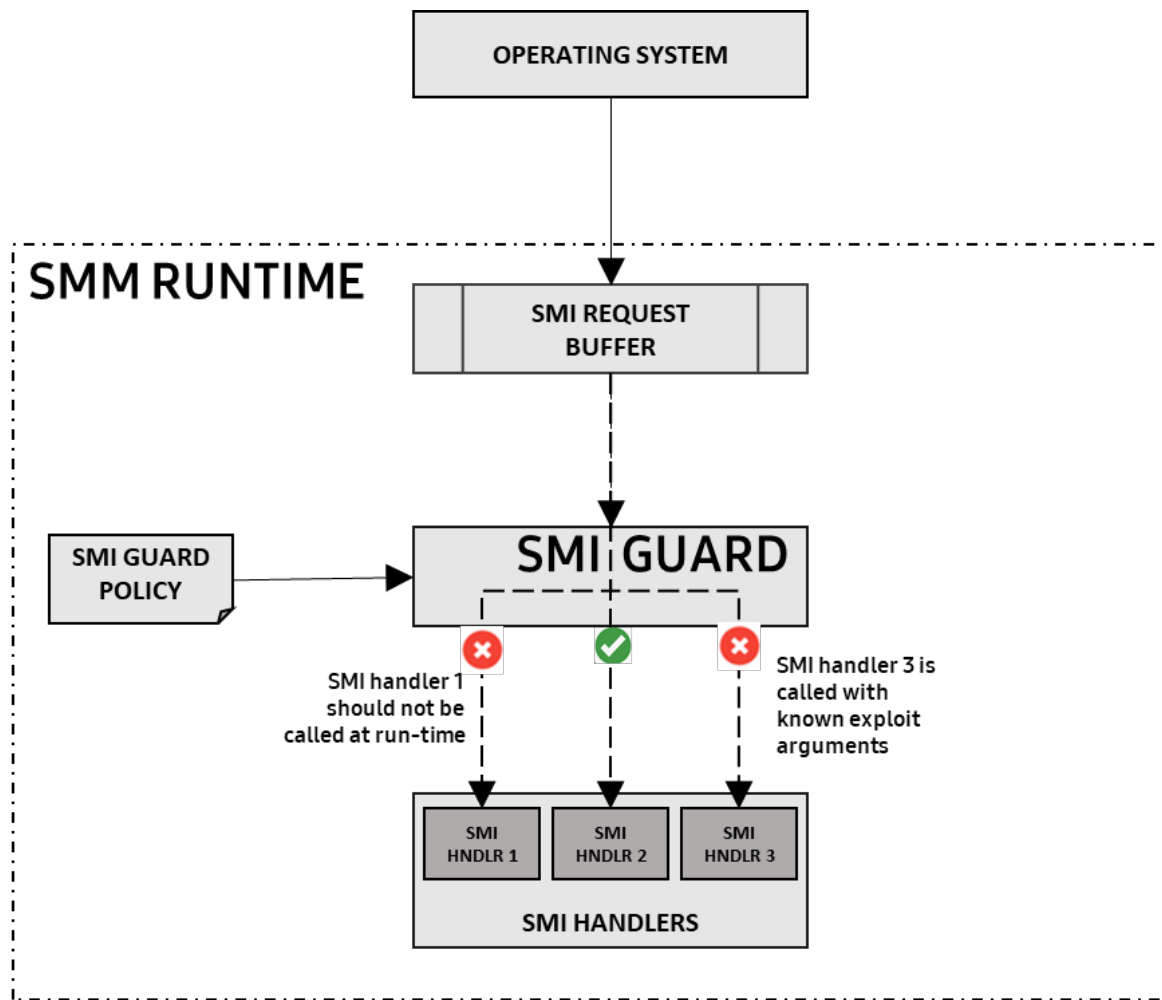 OPERATING SYSTEM
SMM RUNTIME
SMI REQUEST
BUFFER
SMI GUARD
POLICY
SMI GUARD
SMI handler 1
should not be
called at run-time
SMI handler 3 is
called with
known exploit
arguments
SMI
HNDLR 1
SMI
HNDLR 2
SMI
HNDLR 3
SMI HANDLERS